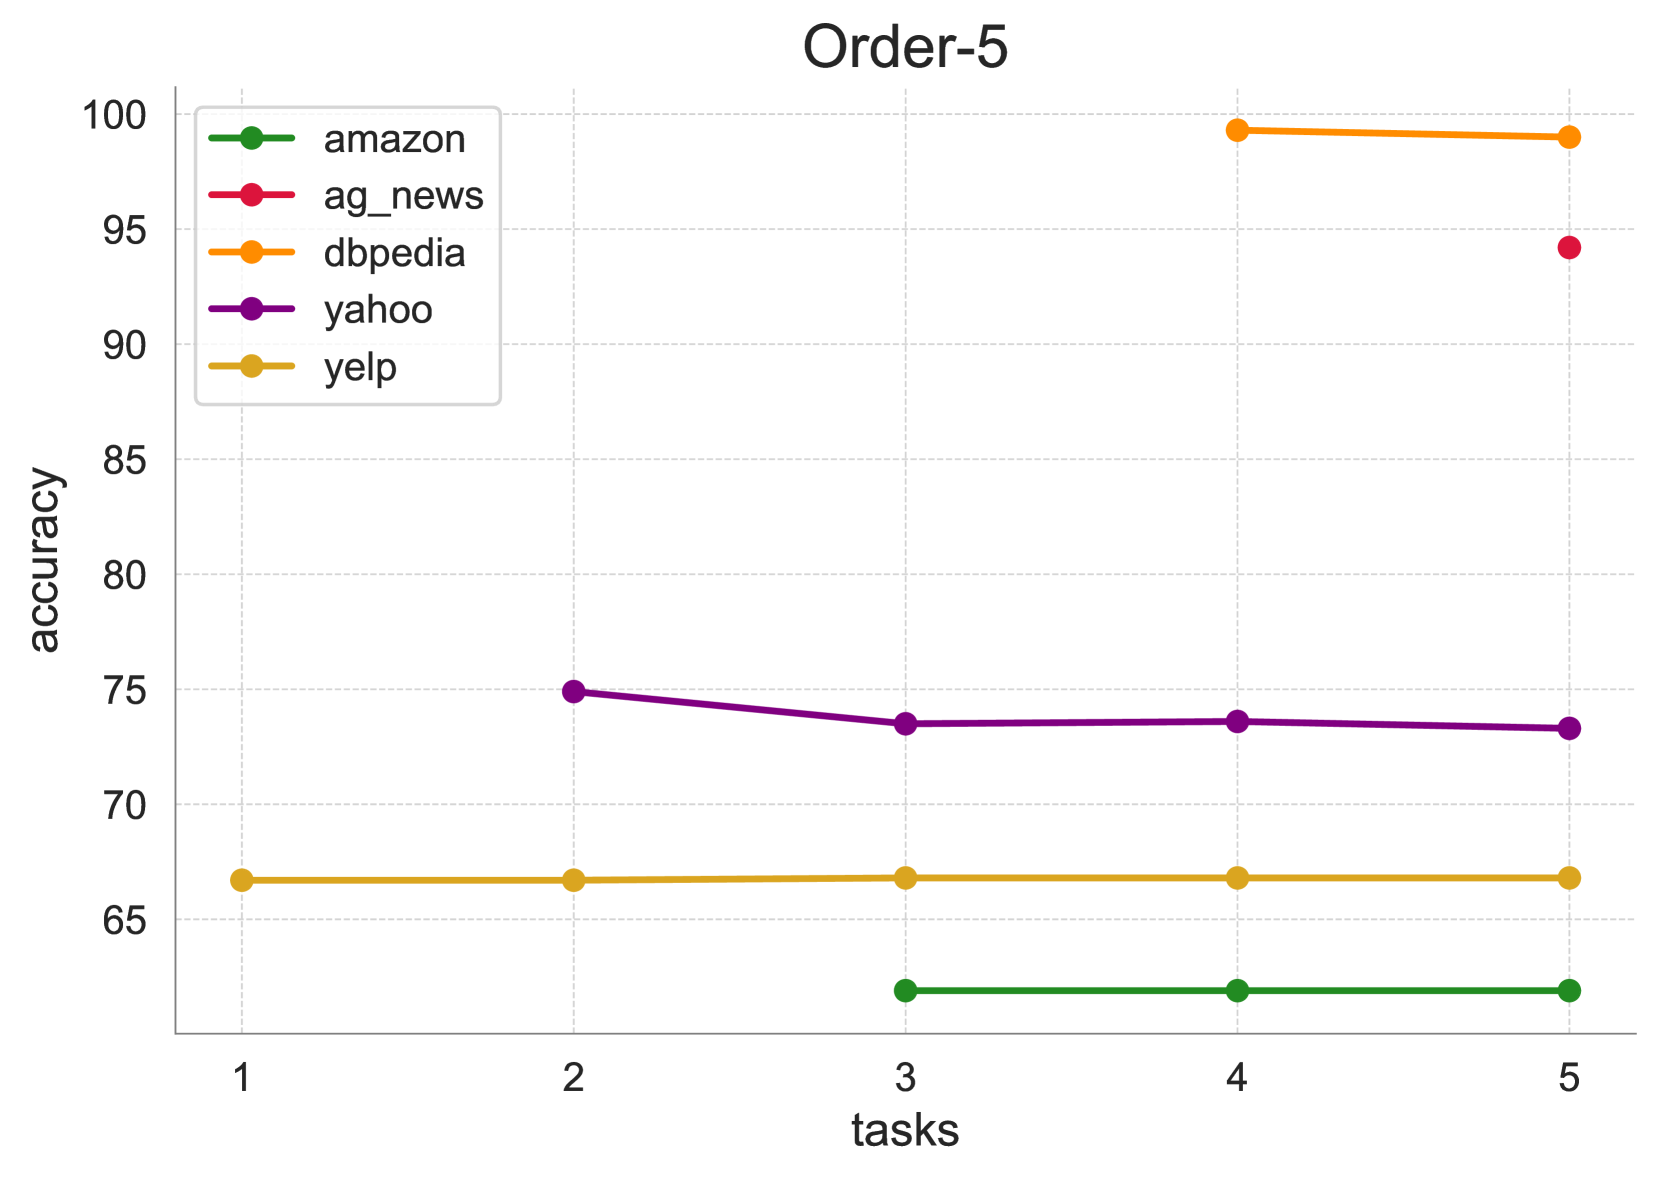 Order-5
100
95
90
85
80
75
70
65
accuracy
amazon
ag_news
dbpedia
yahoo
yelp
1 2 3 4 5
tasks